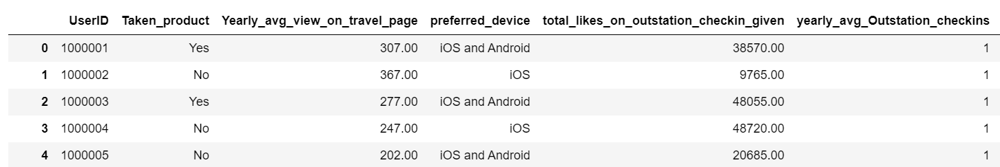 UserID Taken_product Yearly_avg_view_on_travel_page preferred_device total_likes_on_outstation_checkin_given yearly_avg_Outstation_checkins
0 1000001 Yes 307.00 iOS and Android 38570.00 1
1 1000002 No 367.00 iOS 9765.00 1
2 1000003 Yes 277.00 iOS and Android 48055.00 1
3 1000004 No 247.00 iOS 48720.00 1
4 1000005 No 202.00 iOS and Android 20685.00 1